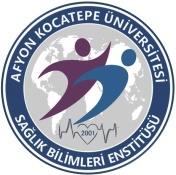 AFYON KOCATEPE ÜNİVERSİTESİ
2001
SAĞLIK BİLİMLERİ ENSTİTÜSÜ